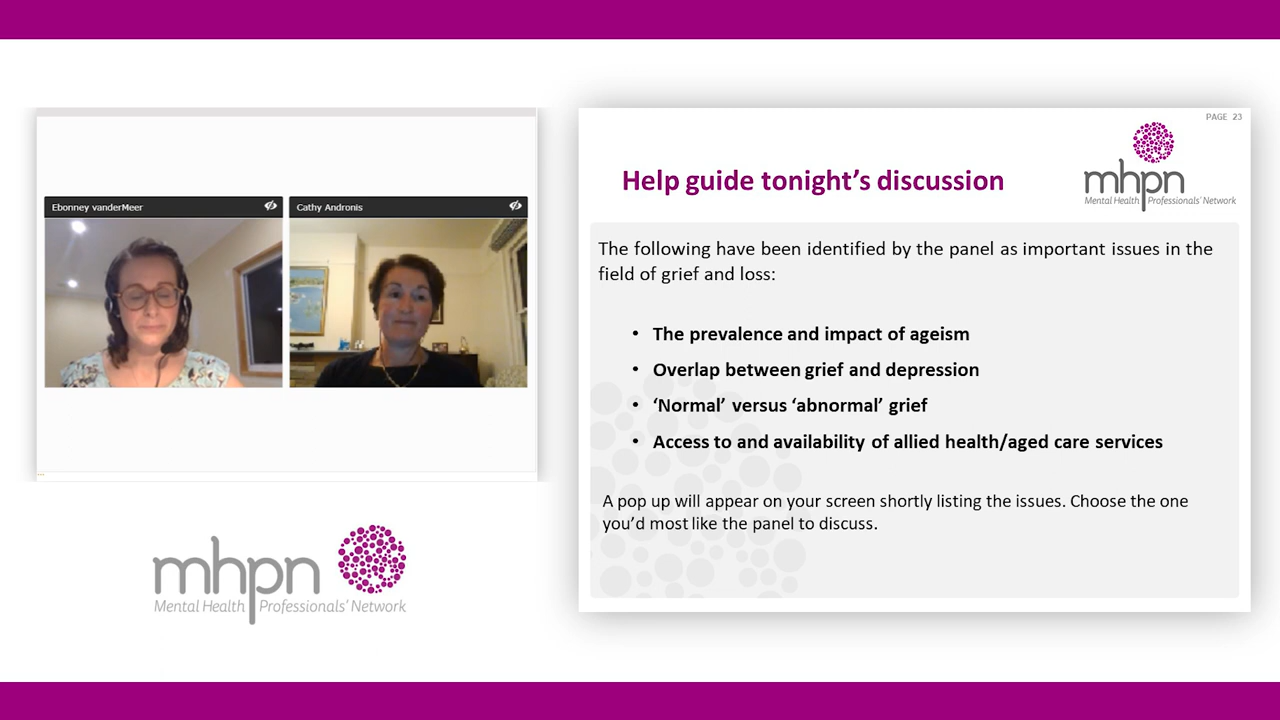 Ebonney vanderMeer
Cathy Andronis
mhpn
Mental Health Professionals' Network
PAGE 23
mhpn
Mental Health Professionals' Network
Help guide tonight's discussion
The following have been identified by the panel as important issues in the
field of grief and loss:
• The prevalence and impact of ageism
• Overlap between grief and depression
• ‘Normal’ versus ‘abnormal’ grief
• Access to and availability of allied health/aged care services
A pop up will appear on your screen shortly listing the issues. Choose the one
you’d most like the panel to discuss.